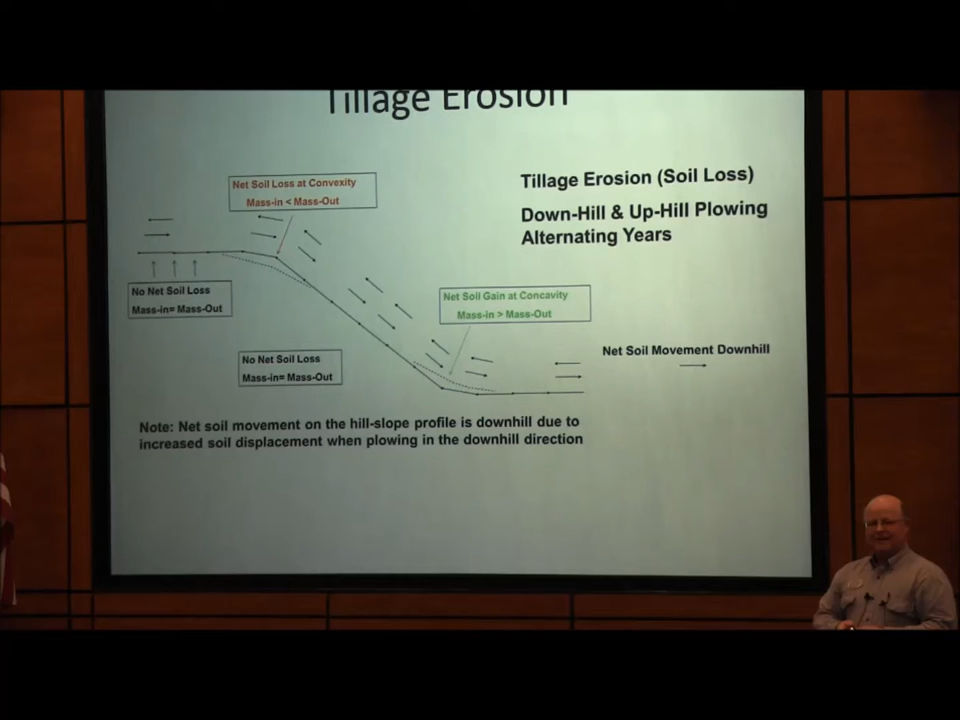 Tillage Erosion
Net Soil Loss at Convexity
Mass-in < Mass-Out
Tillage Erosion (Soil Loss)
Down-Hill & Up-Hill Plowing
Alternating Years
No Net Soil Loss
Mass-in= Mass-Out
Net Soil Gain at Concavity
Mass-in > Mass-Out
No Net Soil Loss
Mass-in= Mass-Out
Net Soil Movement Downhill
Note: Net soil movement on the hill-slope profile is downhill due to
increased soil displacement when plowing in the downhill direction